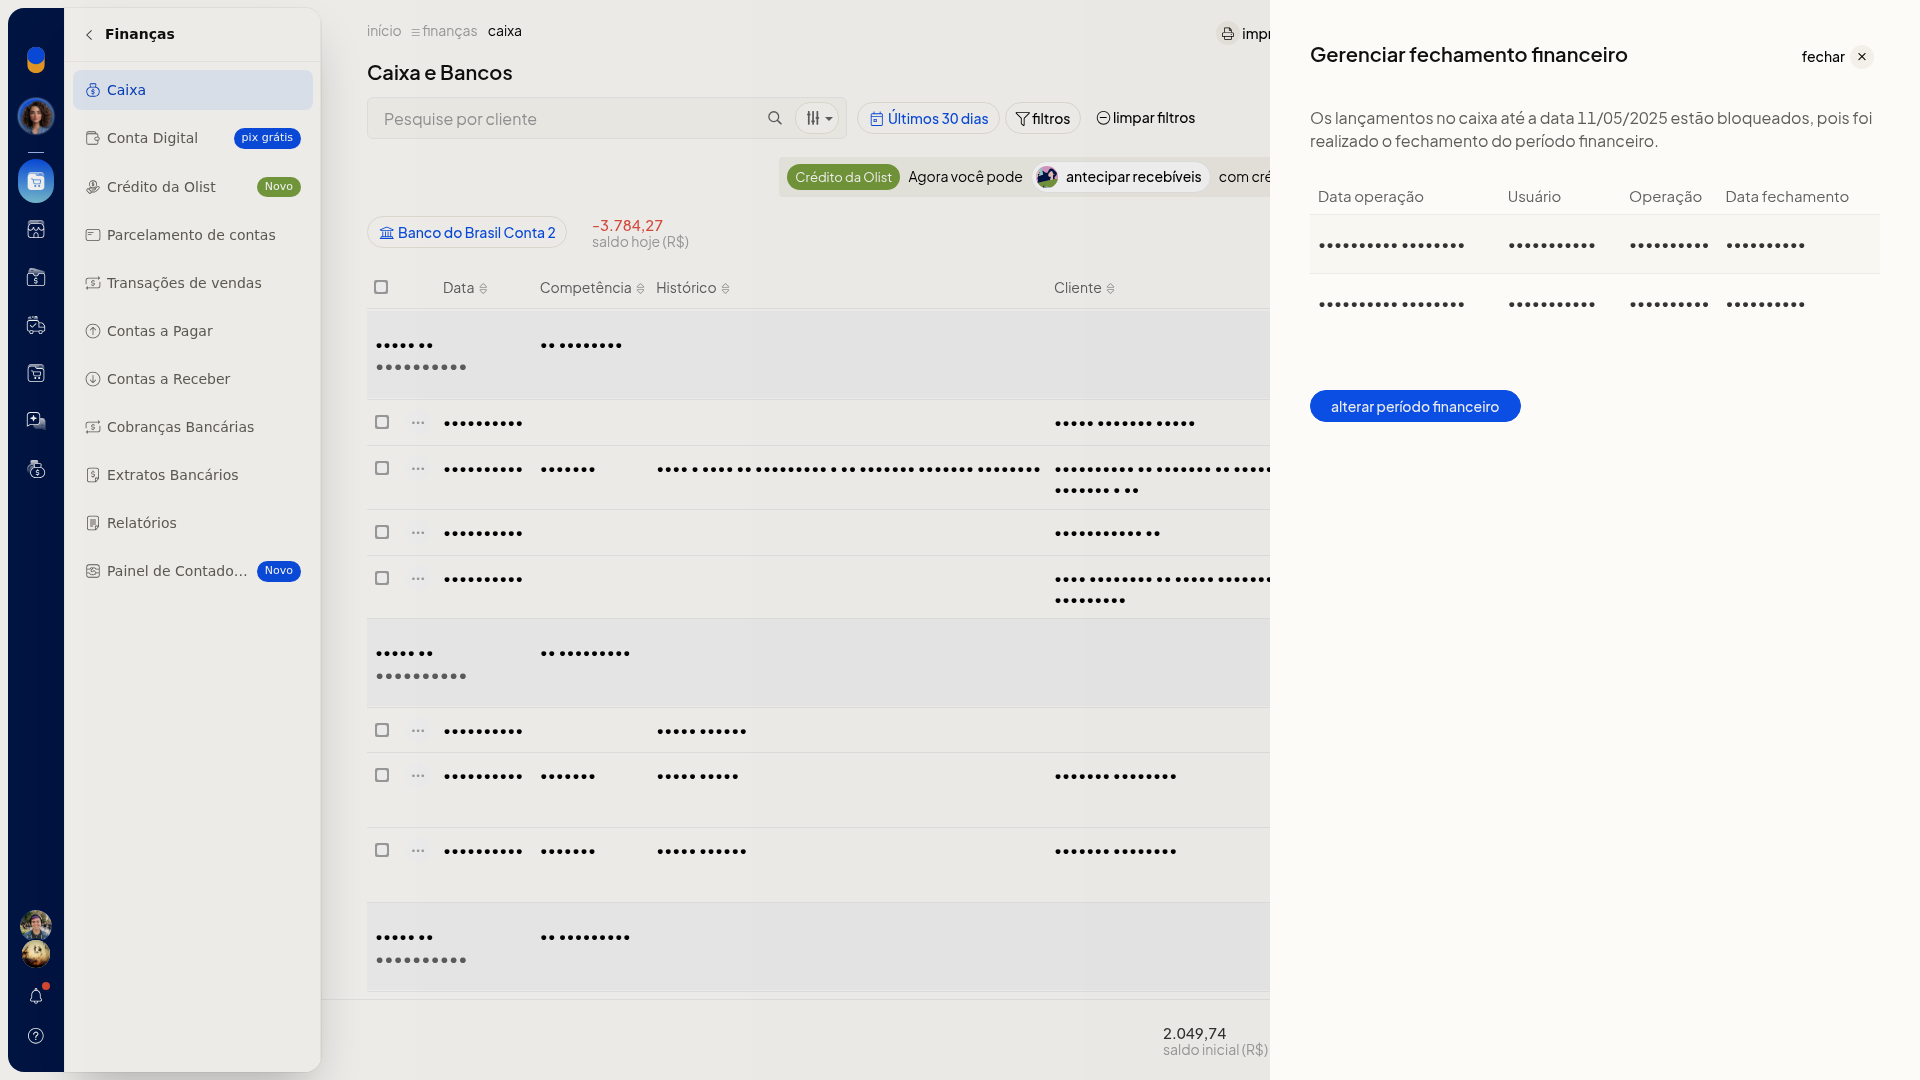 Finanças
Caixa
Conta Digital
pix grátis
Crédito da Olist
Novo
Parcelamento de contas
Transações de vendas
Contas a Pagar
Contas a Receber
Cobranças Bancárias
Extratos Bancários
Relatórios
Painel de Contado...
Novo
início
finanças
caixa
Caixa e Bancos
Pesquise por cliente
Últimos 30 dias
filtros
limpar filtros
Crédito da Olist
Agora você pode
antecipar recebíveis
Banco do Brasil Conta 2
-3.784,27
saldo hoje (R$)
Data
Competência
Histórico
Cliente
2.049,74
saldo inicial (R$)
Gerenciar fechamento financeiro
fechar
Os lançamentos no caixa até a data 11/05/2025 estão bloqueados, pois foi
realizado o fechamento do período financeiro.
Data operação
Usuário
Operação
Data fechamento
alterar período financeiro